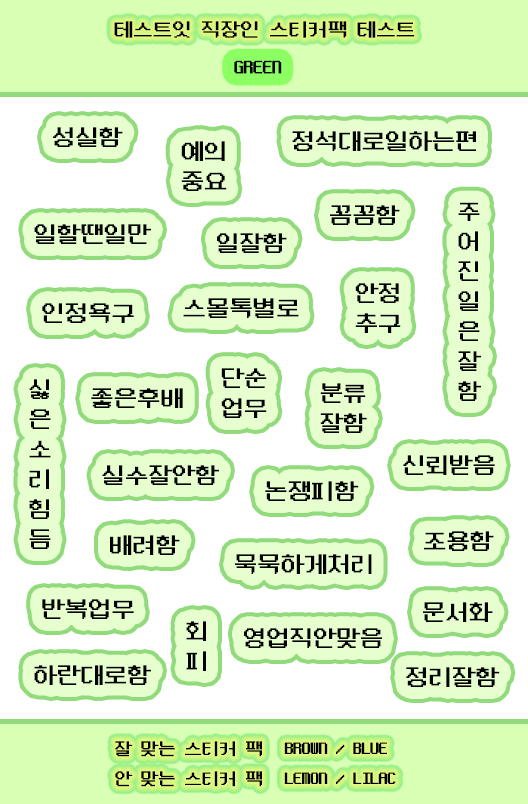 테스트잇 직장인 스티커팩 테스트
GREEN
성실함
예의
중요
정석대로일하는편
일할땐일만
일잘함
꼼꼼함
주
어
진
일
은
잘
함
인정욕구
스몰톡별로
안정
추구
싫
은
소
리
힘
듬
좋은후배
단순
업무
분류
잘함
실수잘안함
논쟁피함
신뢰받음
배려함
묵묵하게처리
조용함
반복업무
회
피
영업직안맞음
문서화
하란대로함
정리잘함
잘 맞는 스티커 팩 BROWN / BLUE
안 맞는 스티커 팩 LEMON / LILAC